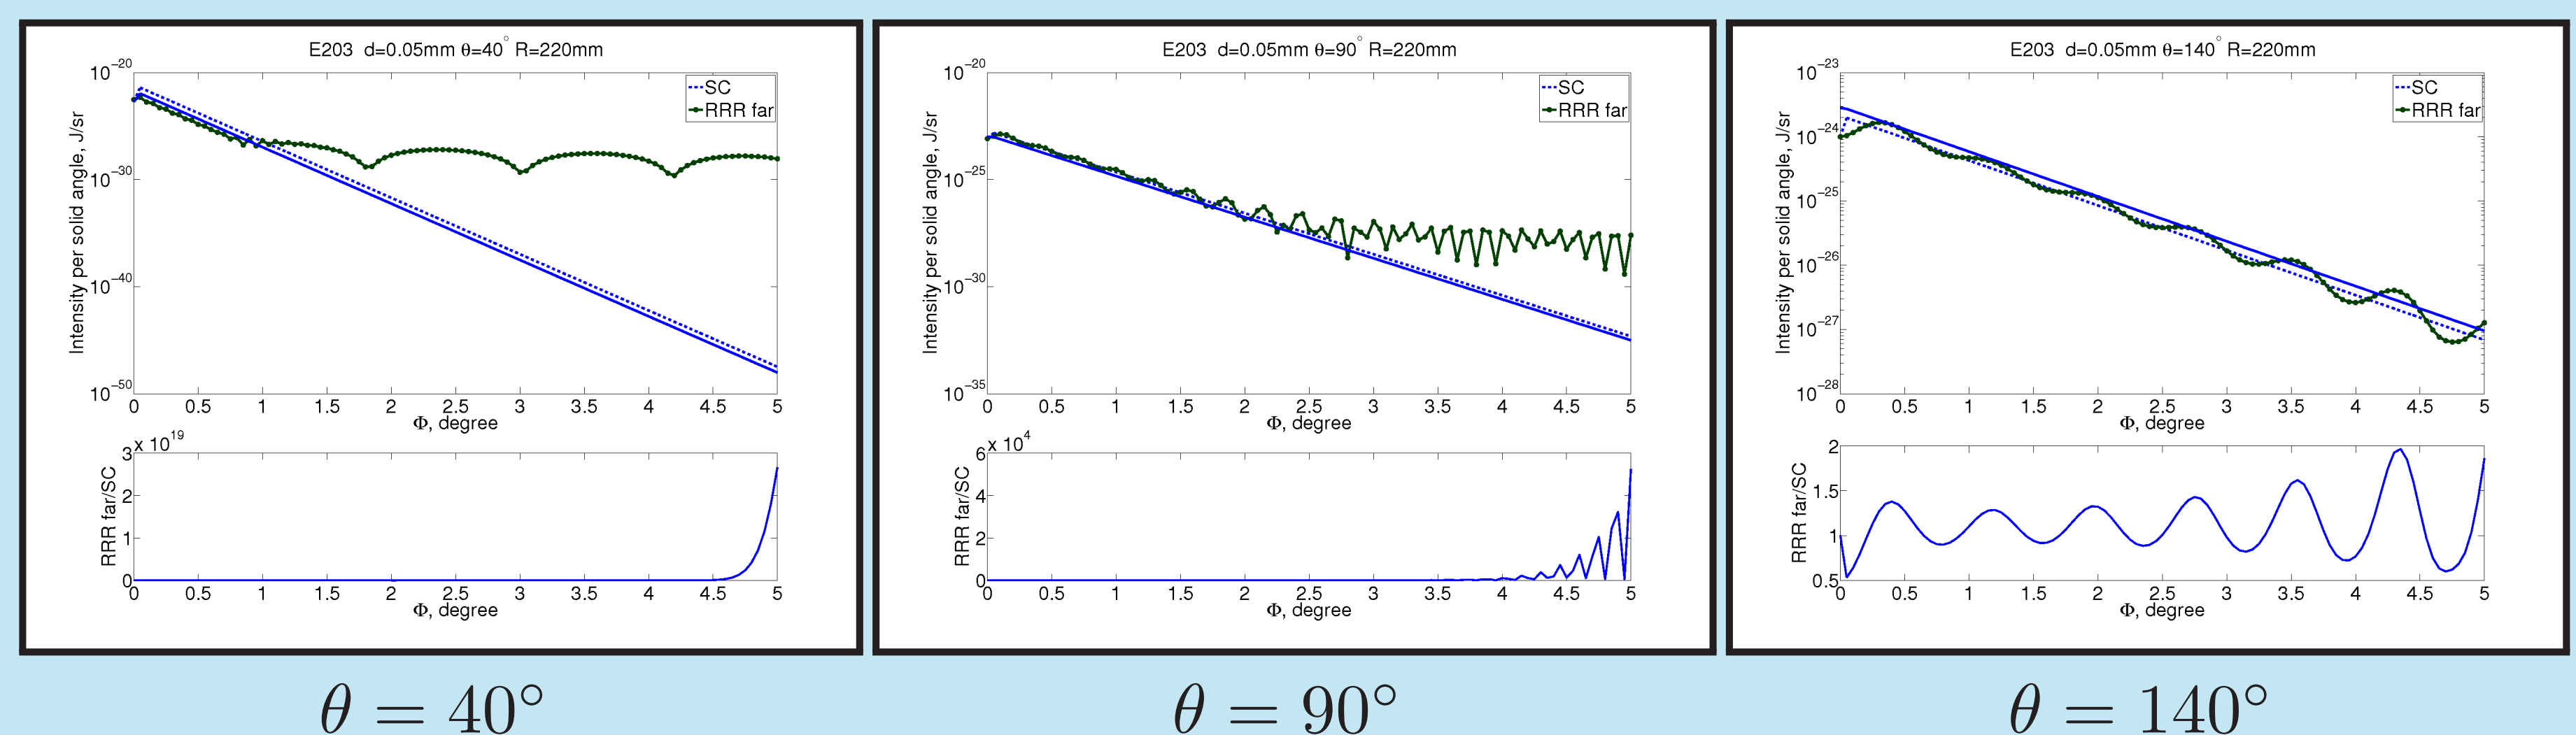 E203 d=0.05mm θ=40° R=220mm
SC
RRR far
Intensity per solid angle, J/sr
10^−20
10^−30
10^−40
10^−50
0 0.5 1 1.5 2 2.5 3 3.5 4 4.5 5
Φ, degree
x 10^19
RRR far/SC
3
2
1
0
0 0.5 1 1.5 2 2.5 3 3.5 4 4.5 5
Φ, degree
θ = 40°
E203 d=0.05mm θ=90° R=220mm
SC
RRR far
Intensity per solid angle, J/sr
10^−20
10^−25
10^−30
10^−35
0 0.5 1 1.5 2 2.5 3 3.5 4 4.5 5
Φ, degree
x 10^4
RRR far/SC
6
4
2
0
0 0.5 1 1.5 2 2.5 3 3.5 4 4.5 5
Φ, degree
θ = 90°
E203 d=0.05mm θ=140° R=220mm
SC
RRR far
Intensity per solid angle, J/sr
10^−23
10^−24
10^−25
10^−26
10^−27
10^−28
0 0.5 1 1.5 2 2.5 3 3.5 4 4.5 5
Φ, degree
RRR far/SC
2
1.5
1
0.5
0 0.5 1 1.5 2 2.5 3 3.5 4 4.5 5
Φ, degree
θ = 140°